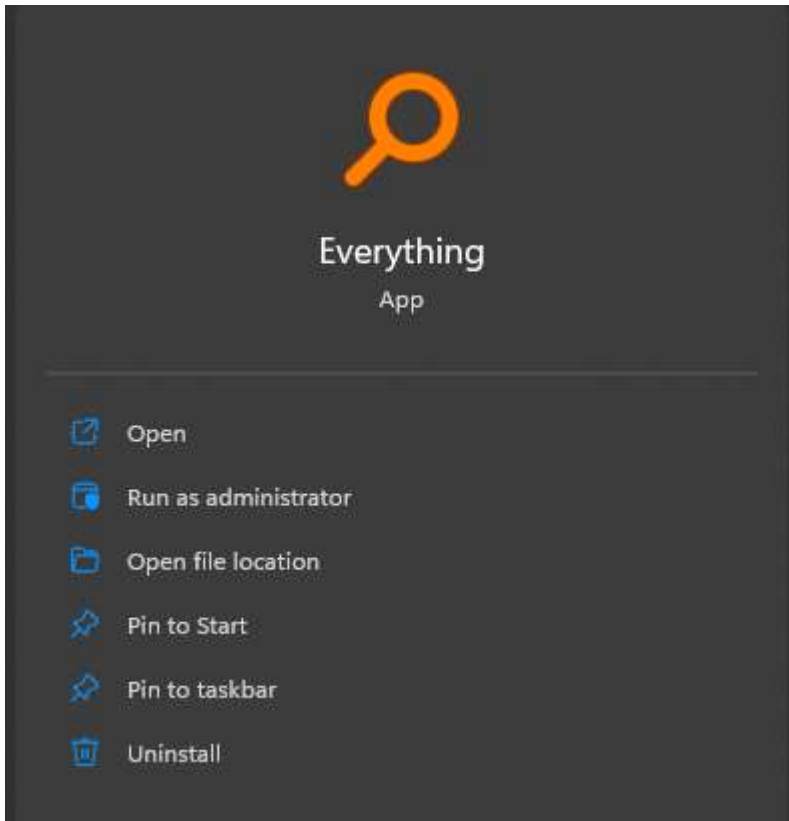 Everything
App
Open
Run as administrator
Open file location
Pin to Start
Pin to taskbar
Uninstall